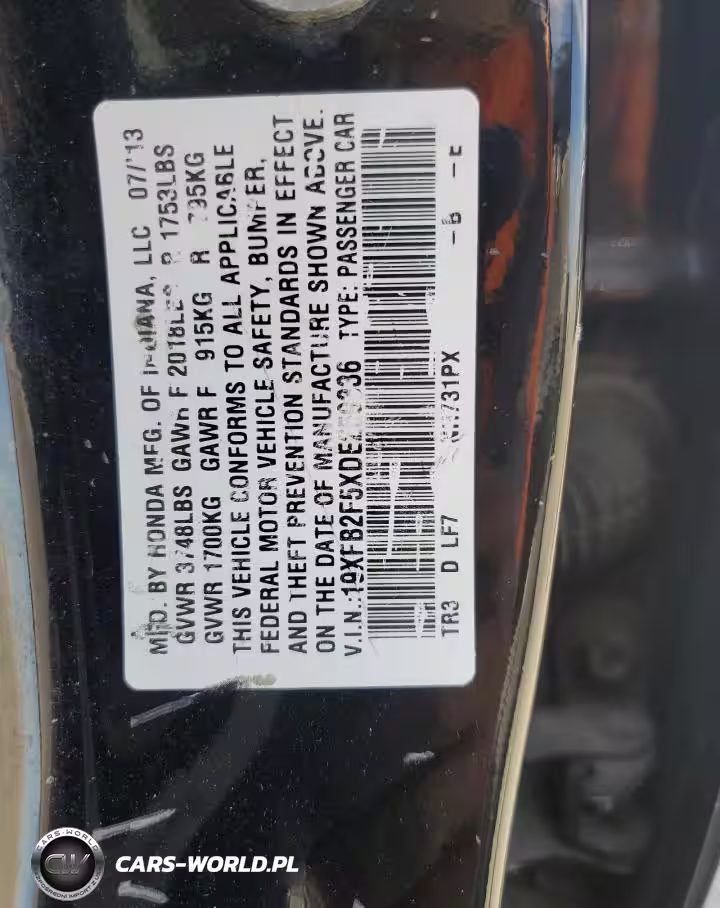 MFD. BY HONDA MFG. OF INDIANA, LLC 07/'13
GVWR 3748LBS GAWR F 2018LBS R 1753LBS
GVWR 1700KG GAWR F 915KG R 795KG
THIS VEHICLE CONFORMS TO ALL APPLICABLE
FEDERAL MOTOR VEHICLE SAFETY, BUMPER,
AND THEFT PREVENTION STANDARDS IN EFFECT
ON THE DATE OF MANUFACTURE SHOWN ABOVE.
V.I.N.: TYPE: PASSENGER CAR
TR3 D LF7
CARS-WORLD
CARS-WORLD.PL